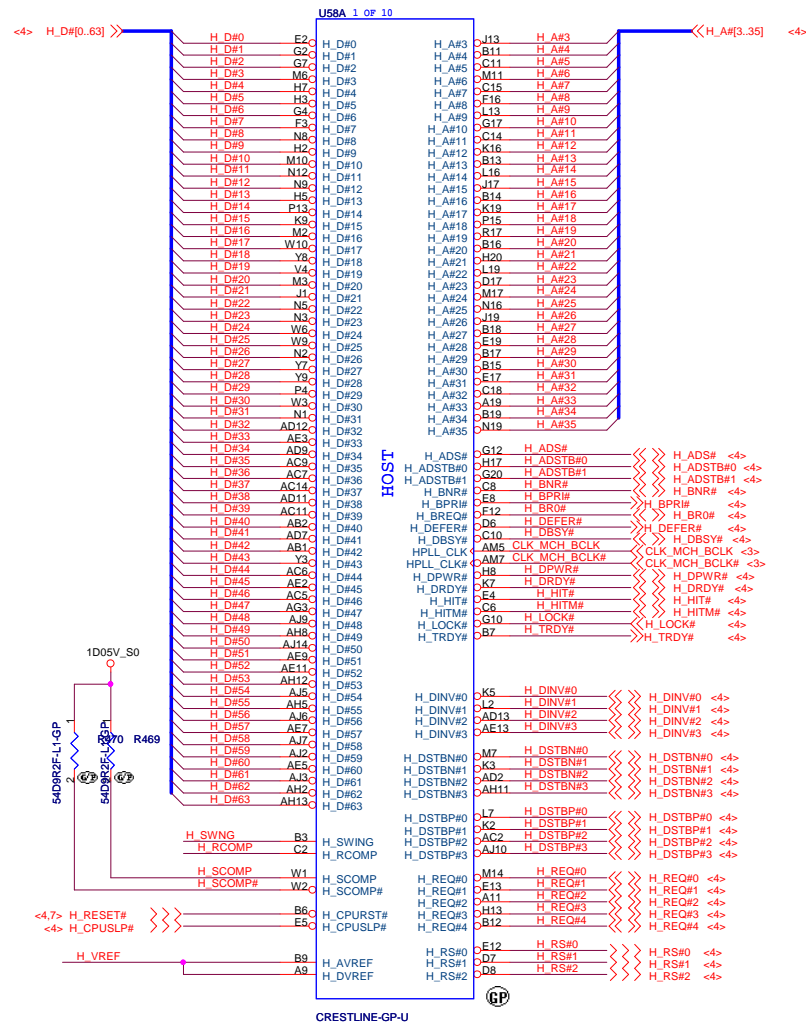 U58A 1 OF 10
<4> H_D#[0..63]
H_A#[3..35] <4>
H_D#0 E2 H_D#0 H_A#3 J13 H_A#3
H_D#1 G2 H_D#1 H_A#4 B11 H_A#4
H_D#2 G7 H_D#2 H_A#5 C11 H_A#5
H_D#3 M6 H_D#3 H_A#6 M11 H_A#6
H_D#4 H7 H_D#4 H_A#7 C15 H_A#7
H_D#5 H3 H_D#5 H_A#8 F16 H_A#8
H_D#6 G4 H_D#6 H_A#9 L13 H_A#9
H_D#7 F3 H_D#7 H_A#10 G17 H_A#10
H_D#8 N8 H_D#8 H_A#11 C14 H_A#11
H_D#9 H2 H_D#9 H_A#12 K16 H_A#12
H_D#10 M10 H_D#10 H_A#13 B13 H_A#13
H_D#11 N12 H_D#11 H_A#14 L16 H_A#14
H_D#12 N9 H_D#12 H_A#15 J17 H_A#15
H_D#13 H5 H_D#13 H_A#16 B14 H_A#16
H_D#14 P13 H_D#14 H_A#17 K19 H_A#17
H_D#15 K9 H_D#15 H_A#18 P15 H_A#18
H_D#16 M2 H_D#16 H_A#19 R17 H_A#19
H_D#17 W10 H_D#17 H_A#20 B16 H_A#20
H_D#18 Y8 H_D#18 H_A#21 H20 H_A#21
H_D#19 V4 H_D#19 H_A#22 L19 H_A#22
H_D#20 M3 H_D#20 H_A#23 D17 H_A#23
H_D#21 J1 H_D#21 H_A#24 M17 H_A#24
H_D#22 N5 H_D#22 H_A#25 N16 H_A#25
H_D#23 N3 H_D#23 H_A#26 J19 H_A#26
H_D#24 W6 H_D#24 H_A#27 B18 H_A#27
H_D#25 W9 H_D#25 H_A#28 E19 H_A#28
H_D#26 N2 H_D#26 H_A#29 B17 H_A#29
H_D#27 Y7 H_D#27 H_A#30 B15 H_A#30
H_D#28 Y9 H_D#28 H_A#31 E17 H_A#31
H_D#29 P4 H_D#29 H_A#32 C18 H_A#32
H_D#30 W3 H_D#30 H_A#33 A19 H_A#33
H_D#31 N1 H_D#31 H_A#34 B19 H_A#34
H_D#32 AD12 H_D#32 H_A#35 N19 H_A#35
H_D#33 AE3 H_D#33
H_D#34 AD9 H_D#34 H_ADS# G12 H_ADS# H_ADS# <4>
H_D#35 AC9 H_D#35 H_ADSTB#0 H17 H_ADSTB#0 H_ADSTB#0 <4>
H_D#36 AC7 H_D#36 H_ADSTB#1 G20 H_ADSTB#1 H_ADSTB#1 <4>
H_D#37 AC14 H_D#37 H_BNR# C8 H_BNR# H_BNR# <4>
H_D#38 AD11 H_D#38 H_BPRI# E8 H_BPRI# H_BPRI# <4>
H_D#39 AC11 H_D#39 H_BREQ# F12 H_BR0# H_BR0# <4>
H_D#40 AB2 H_D#40 H_DEFER# D6 H_DEFER# H_DEFER# <4>
H_D#41 AD7 H_D#41 H_DBSY# C10 H_DBSY# H_DBSY# <4>
H_D#42 AB1 H_D#42 HPLL_CLK AM5 CLK_MCH_BCLK CLK_MCH_BCLK <3>
H_D#43 Y3 H_D#43 HPLL_CLK# AM7 CLK_MCH_BCLK# CLK_MCH_BCLK# <3>
H_D#44 AC6 H_D#44 H_DPWR# H8 H_DPWR# H_DPWR# <4>
H_D#45 AE2 H_D#45 H_DRDY# K7 H_DRDY# H_DRDY# <4>
H_D#46 AC5 H_D#46 H_HIT# E4 H_HIT# H_HIT# <4>
H_D#47 AG3 H_D#47 H_HITM# C6 H_HITM# H_HITM# <4>
H_D#48 AJ9 H_D#48 H_LOCK# G10 H_LOCK# H_LOCK# <4>
H_D#49 AH8 H_D#49 H_TRDY# B7 H_TRDY# H_TRDY# <4>
HOST
H_D#50 AJ14 H_D#50
H_D#51 AE9 H_D#51
H_D#52 AE11 H_D#52
H_D#53 AH12 H_D#53
H_D#54 AJ5 H_D#54 H_DINV#0 K5 H_DINV#0 H_DINV#0 <4>
H_D#55 AH5 H_D#55 H_DINV#1 L2 H_DINV#1 H_DINV#1 <4>
H_D#56 AJ6 H_D#56 H_DINV#2 AD13 H_DINV#2 H_DINV#2 <4>
H_D#57 AE7 H_D#57 H_DINV#3 AE13 H_DINV#3 H_DINV#3 <4>
H_D#58 AJ7 H_D#58
H_D#59 AJ2 H_D#59 H_DSTBN#0 M7 H_DSTBN#0 H_DSTBN#0 <4>
H_D#60 AE5 H_D#60 H_DSTBN#1 K3 H_DSTBN#1 H_DSTBN#1 <4>
H_D#61 AJ3 H_D#61 H_DSTBN#2 AD2 H_DSTBN#2 H_DSTBN#2 <4>
H_D#62 AH2 H_D#62 H_DSTBN#3 AH11 H_DSTBN#3 H_DSTBN#3 <4>
H_D#63 AH13 H_D#63
1D05V_S0
1 1
R470 R469
54D9R2F-L1-GP 54D9R2F-L1-GP
2 2
GP GP
H_DSTBP#0 L7 H_DSTBP#0 H_DSTBP#0 <4>
H_DSTBP#1 K2 H_DSTBP#1 H_DSTBP#1 <4>
H_SWNG B3 H_SWING H_DSTBP#2 AC2 H_DSTBP#2 H_DSTBP#2 <4>
H_RCOMP C2 H_RCOMP H_DSTBP#3 AJ10 H_DSTBP#3 H_DSTBP#3 <4>
H_SCOMP W1 H_SCOMP H_REQ#0 M14 H_REQ#0 H_REQ#0 <4>
H_SCOMP# W2 H_SCOMP# H_REQ#1 E13 H_REQ#1 H_REQ#1 <4>
H_REQ#2 A11 H_REQ#2 H_REQ#2 <4>
<4,7> H_RESET# B6 H_CPURST# H_REQ#3 H13 H_REQ#3 H_REQ#3 <4>
<4> H_CPUSLP# E5 H_CPUSLP# H_REQ#4 B12 H_REQ#4 H_REQ#4 <4>
H_RS#0 E12 H_RS#0 H_RS#0 <4>
H_VREF B9 H_AVREF H_RS#1 D7 H_RS#1 H_RS#1 <4>
A9 H_DVREF H_RS#2 D8 H_RS#2 H_RS#2 <4>
GP
CRESTLINE-GP-U